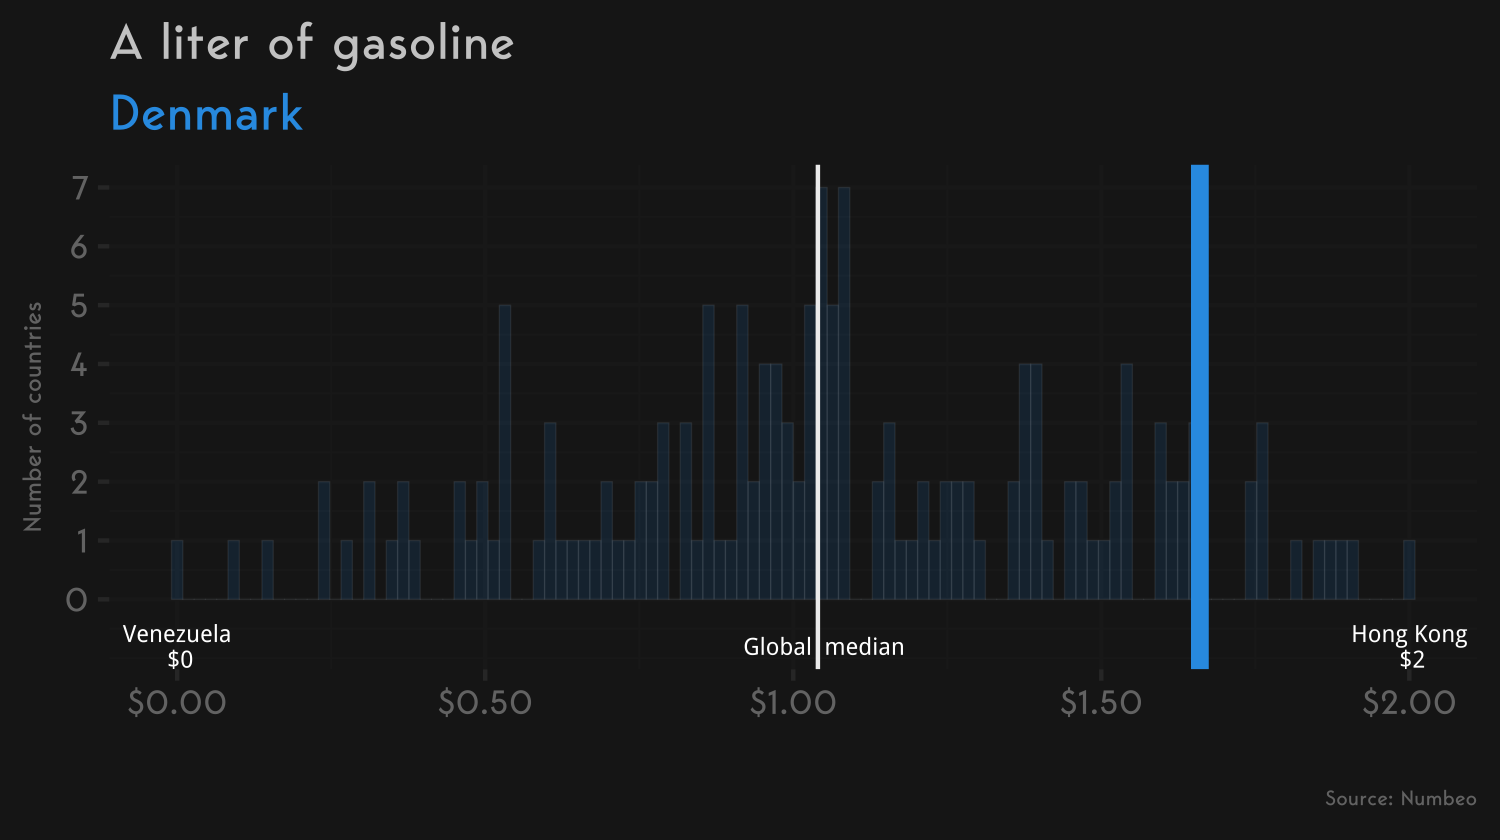 A liter of gasoline
Denmark
Number of countries
7
6
5
4
3
2
1
0
Venezuela
$0
Global median
Hong Kong
$2
$0.00 $0.50 $1.00 $1.50 $2.00
Source: Numbeo